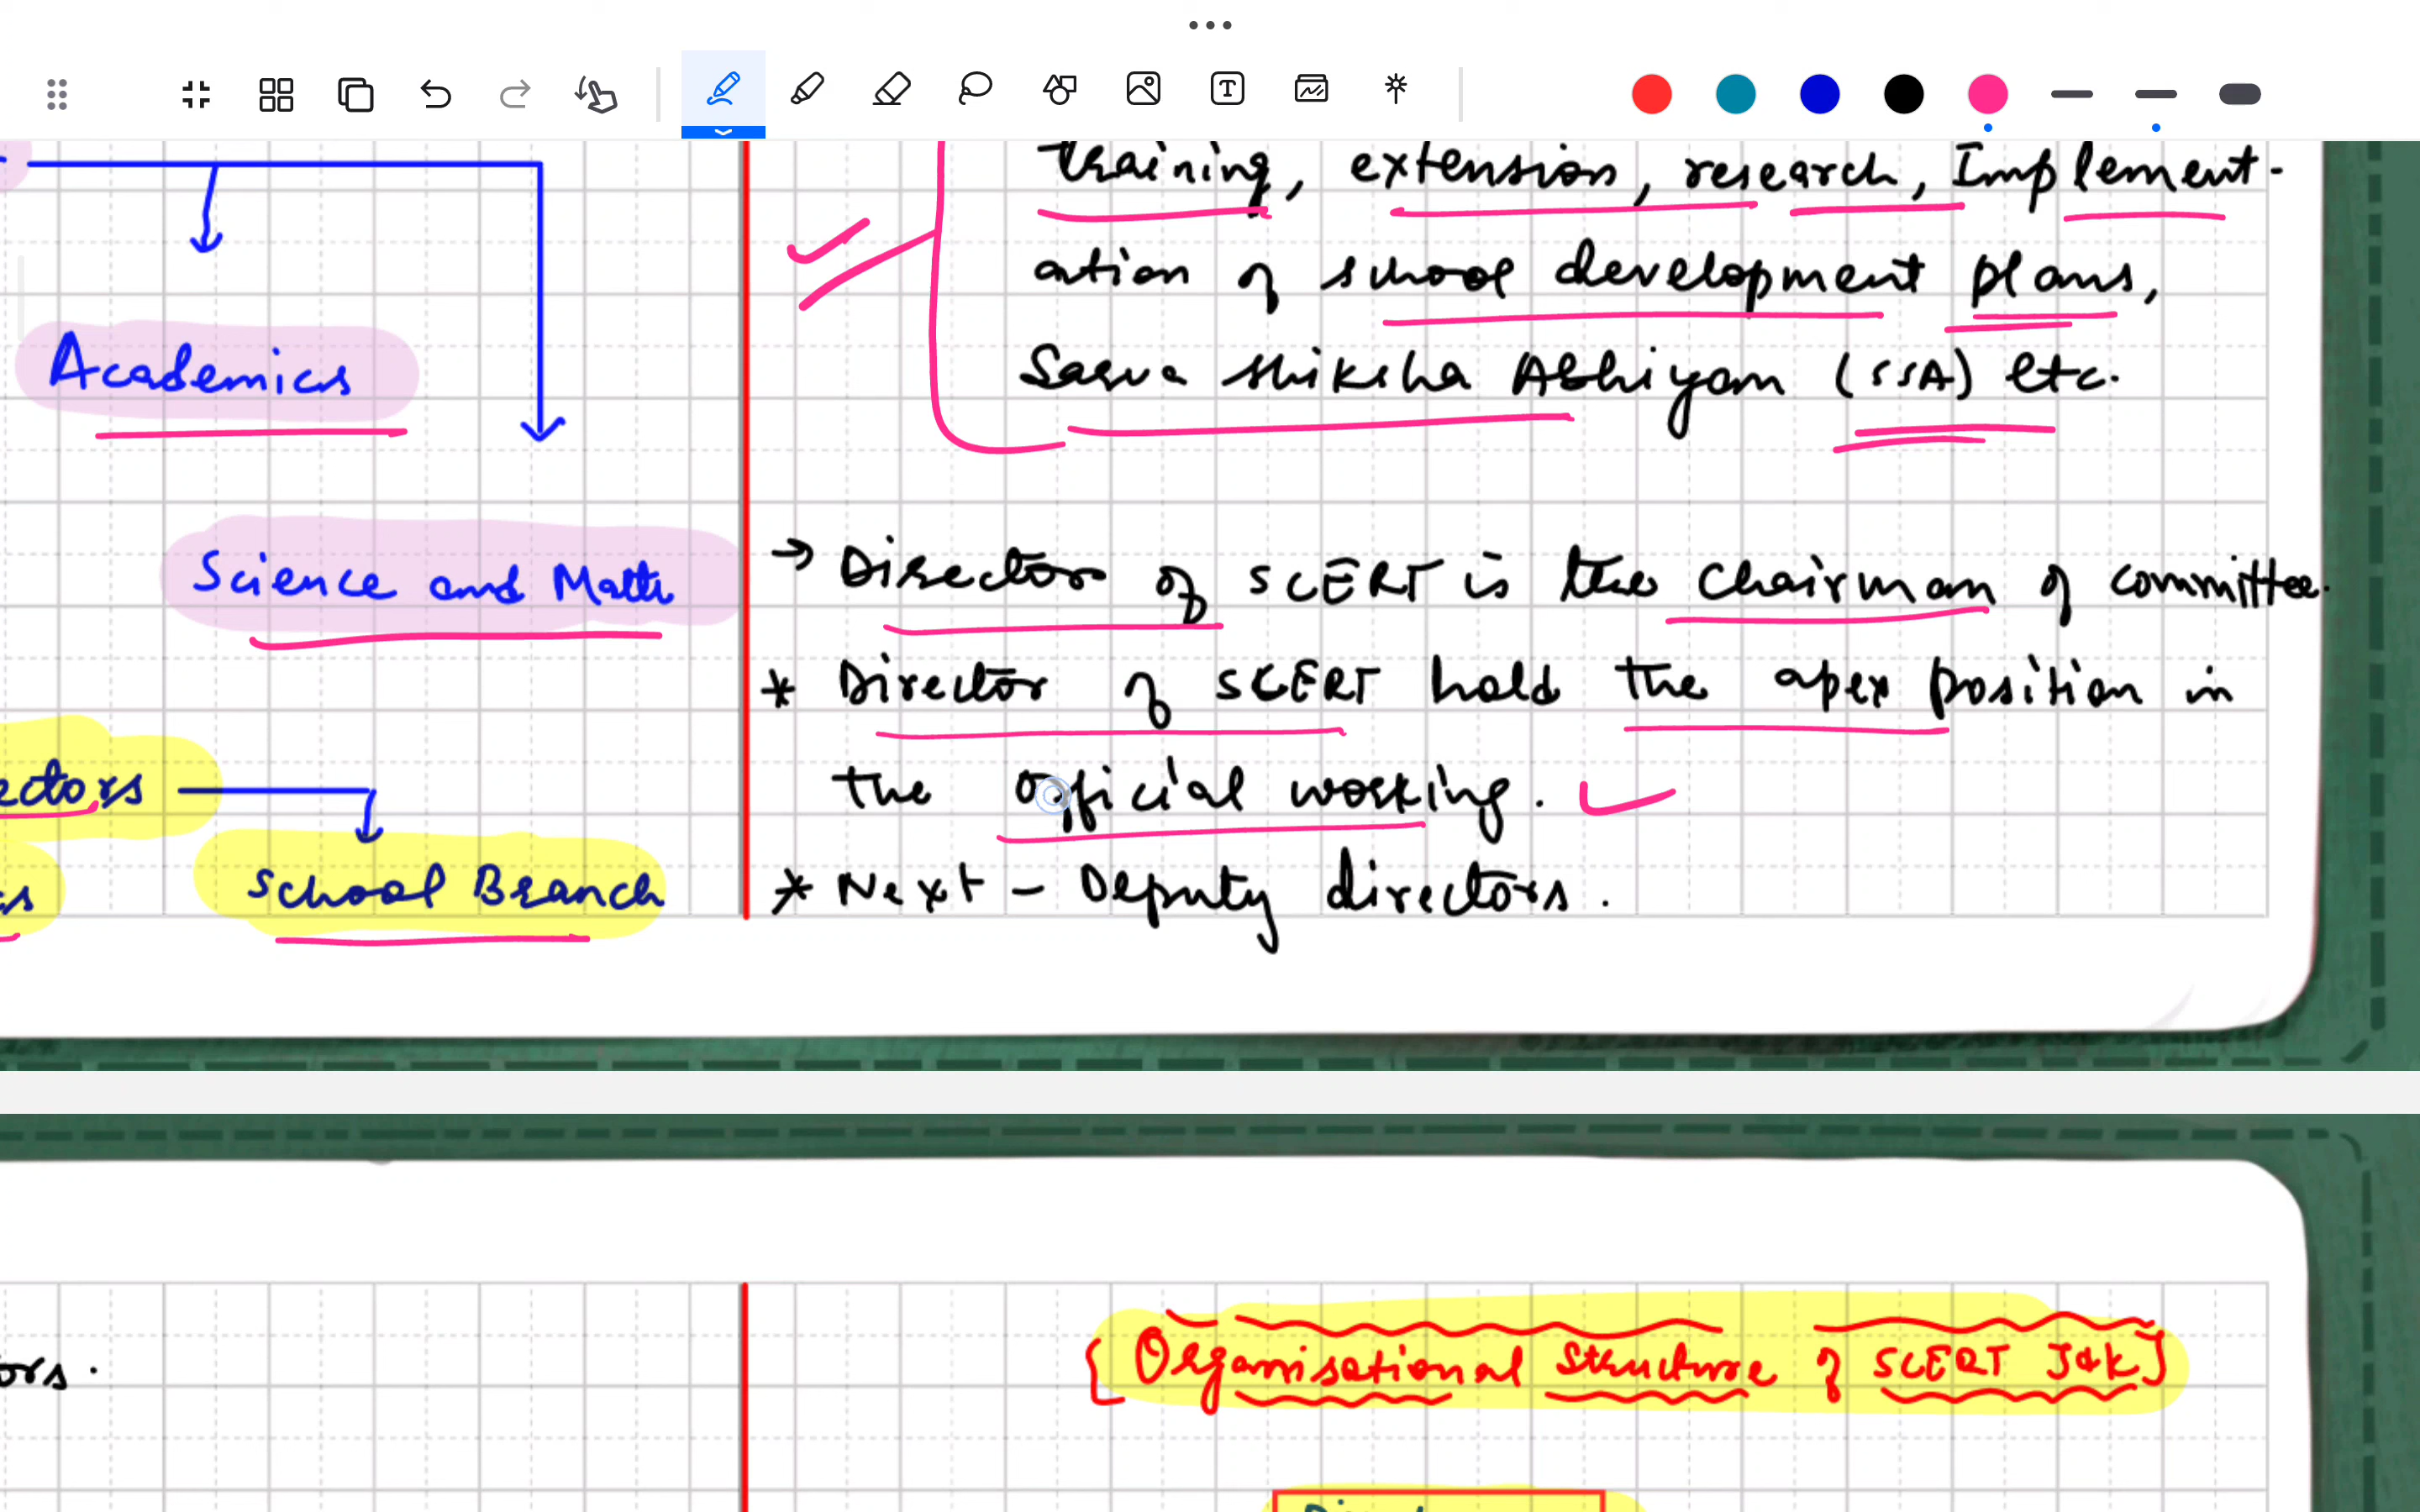 Academics
Science and Math
ectors
School Branch
training, extension, research, Implement-
ation of school development plans,
Sarva shiksha Abhiyan (SSA) etc.
→ Director of SCERT is the Chairman of committee.
* Director of SCERT hold the apex position in
the official working.
* Next - Deputy directors.
ors.
[Organisational Structure of SCERT J&K]